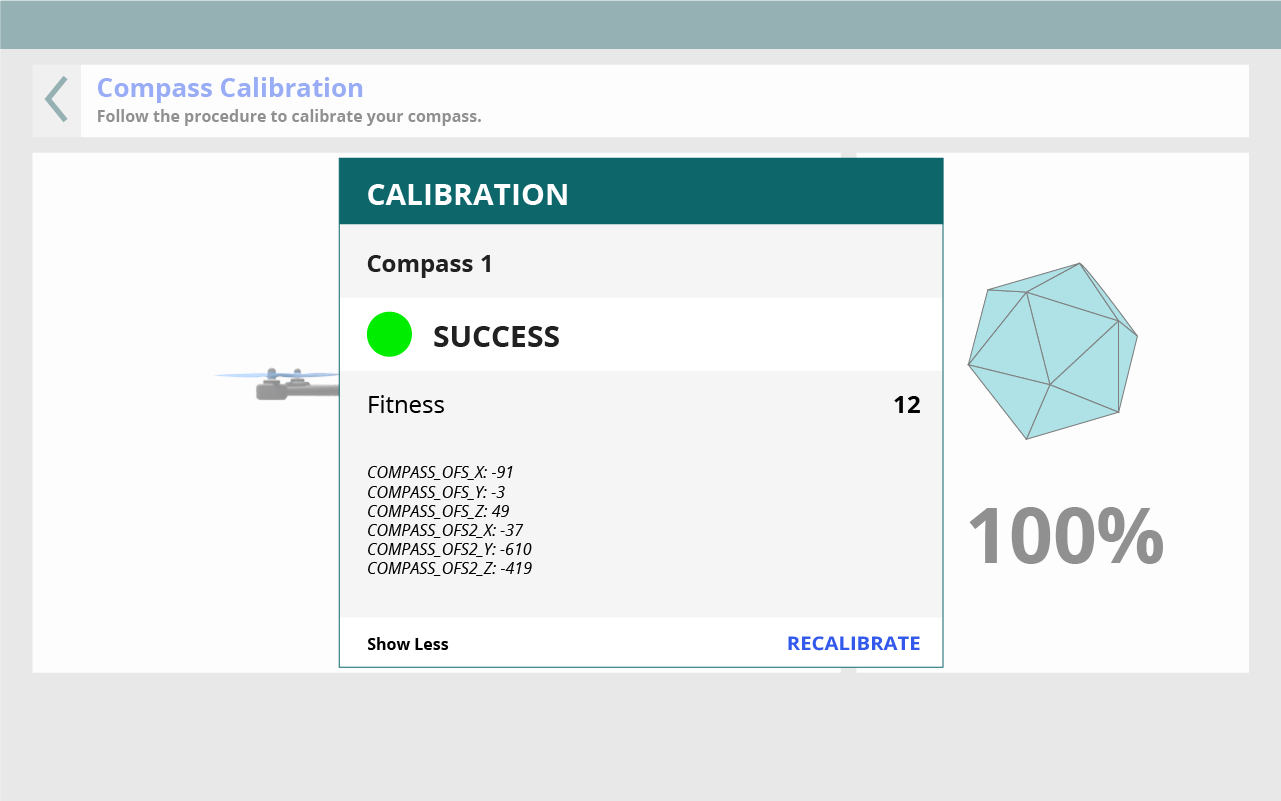 Compass Calibration
Follow the procedure to calibrate your compass.
CALIBRATION
Compass 1
SUCCESS
Fitness 12
COMPASS_OFS_X: -91
COMPASS_OFS_Y: -3
COMPASS_OFS_Z: 49
COMPASS_OFS2_X: -37
COMPASS_OFS2_Y: -610
COMPASS_OFS2_Z: -419
100%
Show Less RECALIBRATE